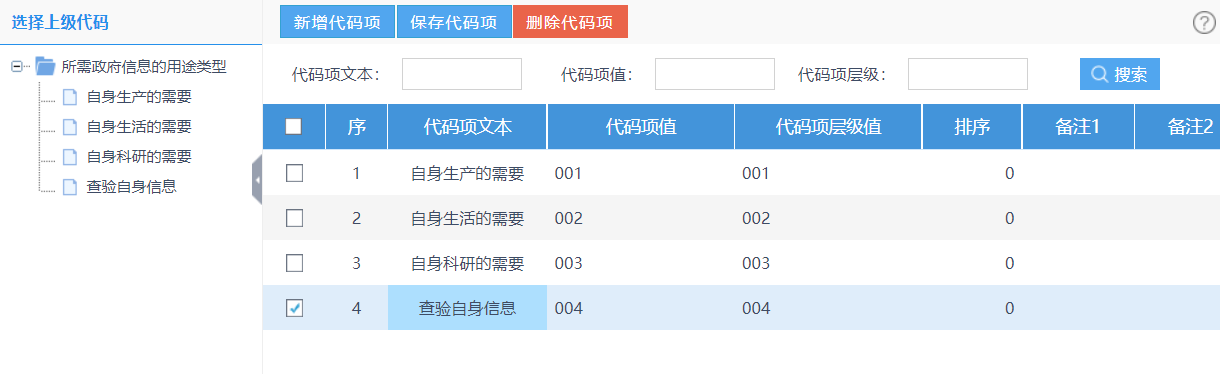 选择上级代码
所需政府信息的用途类型
自身生产的需要
自身生活的需要
自身科研的需要
查验自身信息
新增代码项 保存代码项 删除代码项
代码项文本： 代码项值： 代码项层级： 搜索
序 代码项文本 代码项值 代码项层级值 排序 备注1 备注2
1 自身生产的需要 001 001 0
2 自身生活的需要 002 002 0
3 自身科研的需要 003 003 0
4 查验自身信息 004 004 0